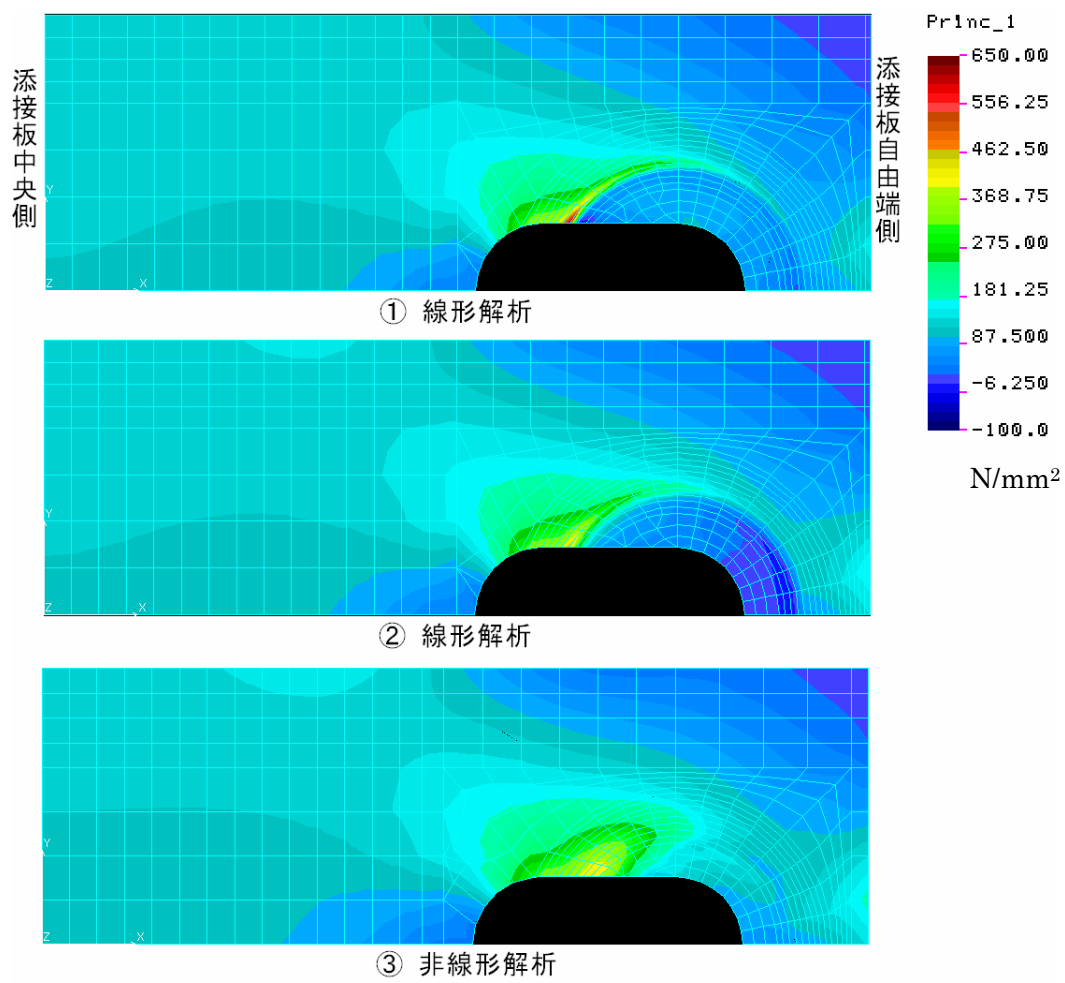 Princ_1
650.00
556.25
462.50
368.75
275.00
181.25
87.500
-6.250
-100.0
N/mm²
添接板中央側
添接板自由端側
Y
Z X
① 線形解析
Y
Z X
② 線形解析
Y
Z X
③ 非線形解析